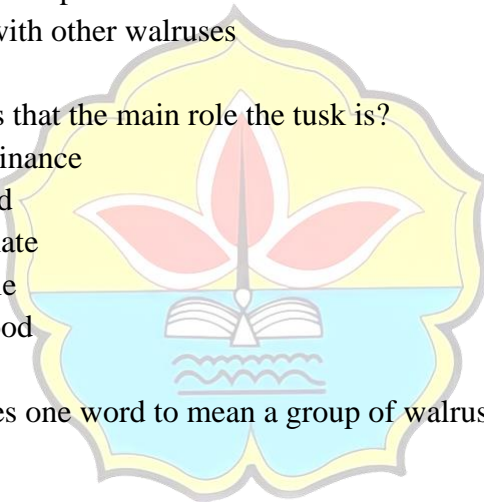 with other walruses
s that the main role the tusk is?
inance
d
ate
e
od
es one word to mean a group of walrus